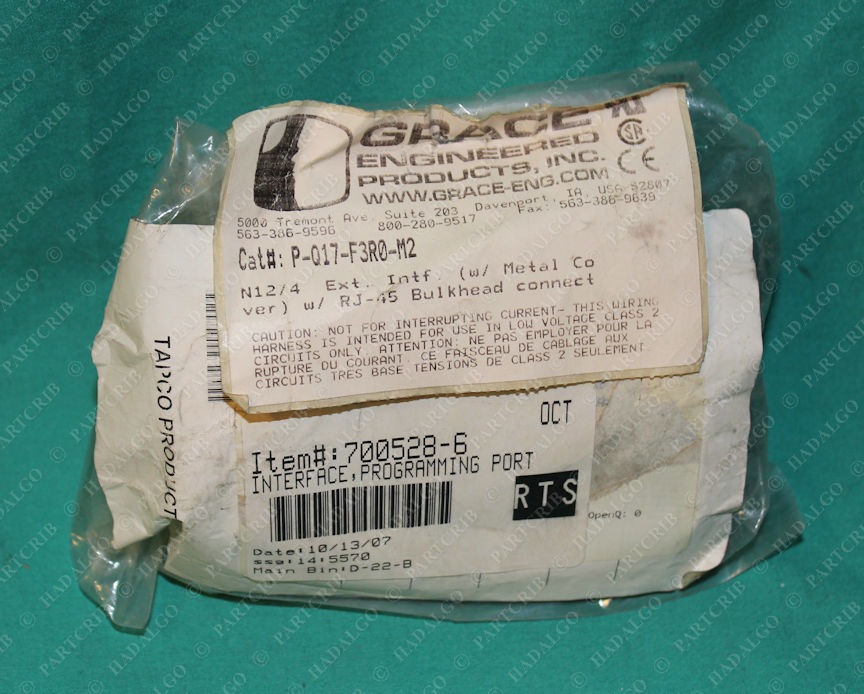 GRACE
ENGINEERED
PRODUCTS, INC.
WWW.GRACE-ENG.COM
5000 Tremont Ave. Suite 203 Davenport, IA, USA 52807
563-386-9596 800-280-9517 Fax: 563-386-9639
Cat#: P-Q17-F3R0-M2
N12/4 Ext. Intf. (w/ Metal Co
ver) w/ RJ-45 Bulkhead connect
CAUTION: NOT FOR INTERRUPTING CURRENT- THIS WIRING
HARNESS IS INTENDED FOR USE IN LOW VOLTAGE CLASS 2
CIRCUITS ONLY. ATTENTION: NE PAS EMPLOYER POUR LA
RUPTURE DU COURANT. CE FAISCEAU DE CABLAGE AUX
CIRCUITS TRES BASE TENSIONS DE CLASS 2 SEULEMENT
TAPCO PRODUCT
OCT
Item#:700528-6
INTERFACE,PROGRAMMING PORT
RTS
OpenQ: 0
Date:10/13/07
ssg:14:5570
Main Bin:D-22-B
© PARTCRIB
© HADALGO